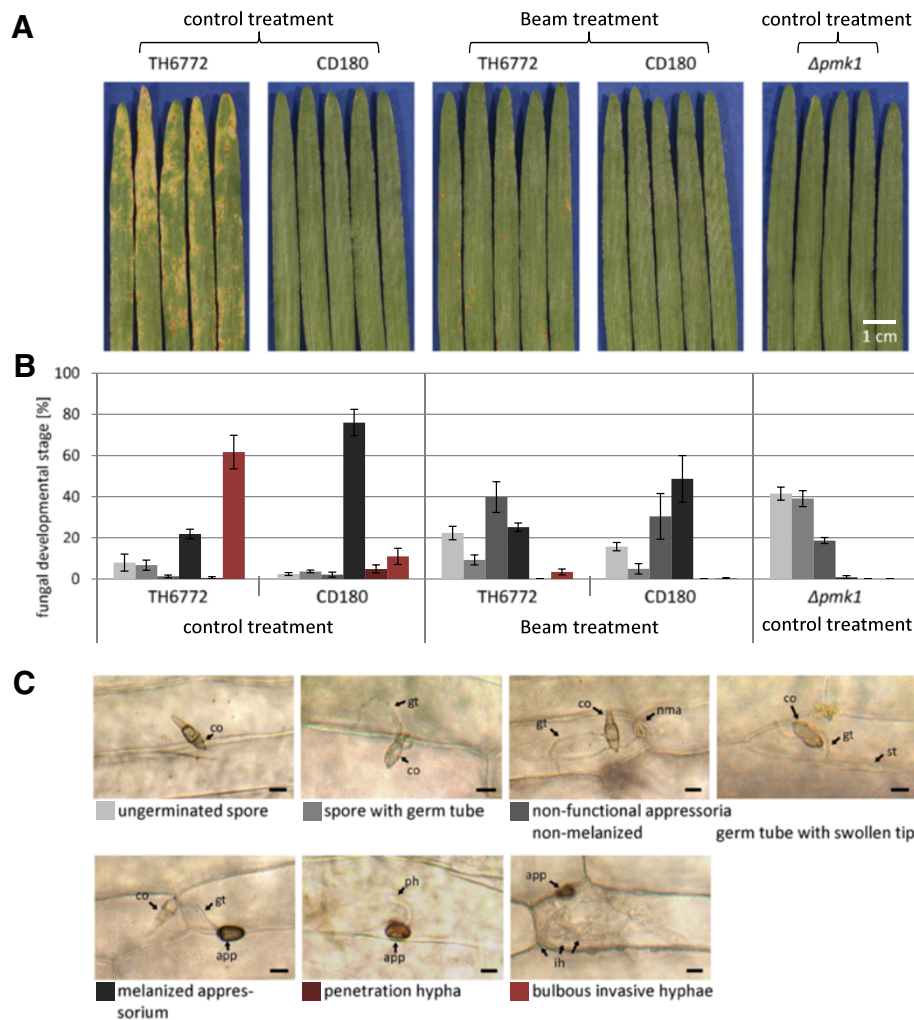 A
control treatment
Beam treatment
control treatment
TH6772
CD180
TH6772
CD180
Δpmk1
1 cm
B
fungal developmental stage [%]
100
80
60
40
20
0
TH6772
CD180
TH6772
CD180
Δpmk1
control treatment
Beam treatment
control treatment
C
co
gt
co
co
nma
gt
co
gt
st
ungerminated spore
spore with germ tube
non-functional appressoria
non-melanized
germ tube with swollen tip
co
gt
app
ph
app
app
ih
melanized appres-
sorium
penetration hypha
bulbous invasive hyphae